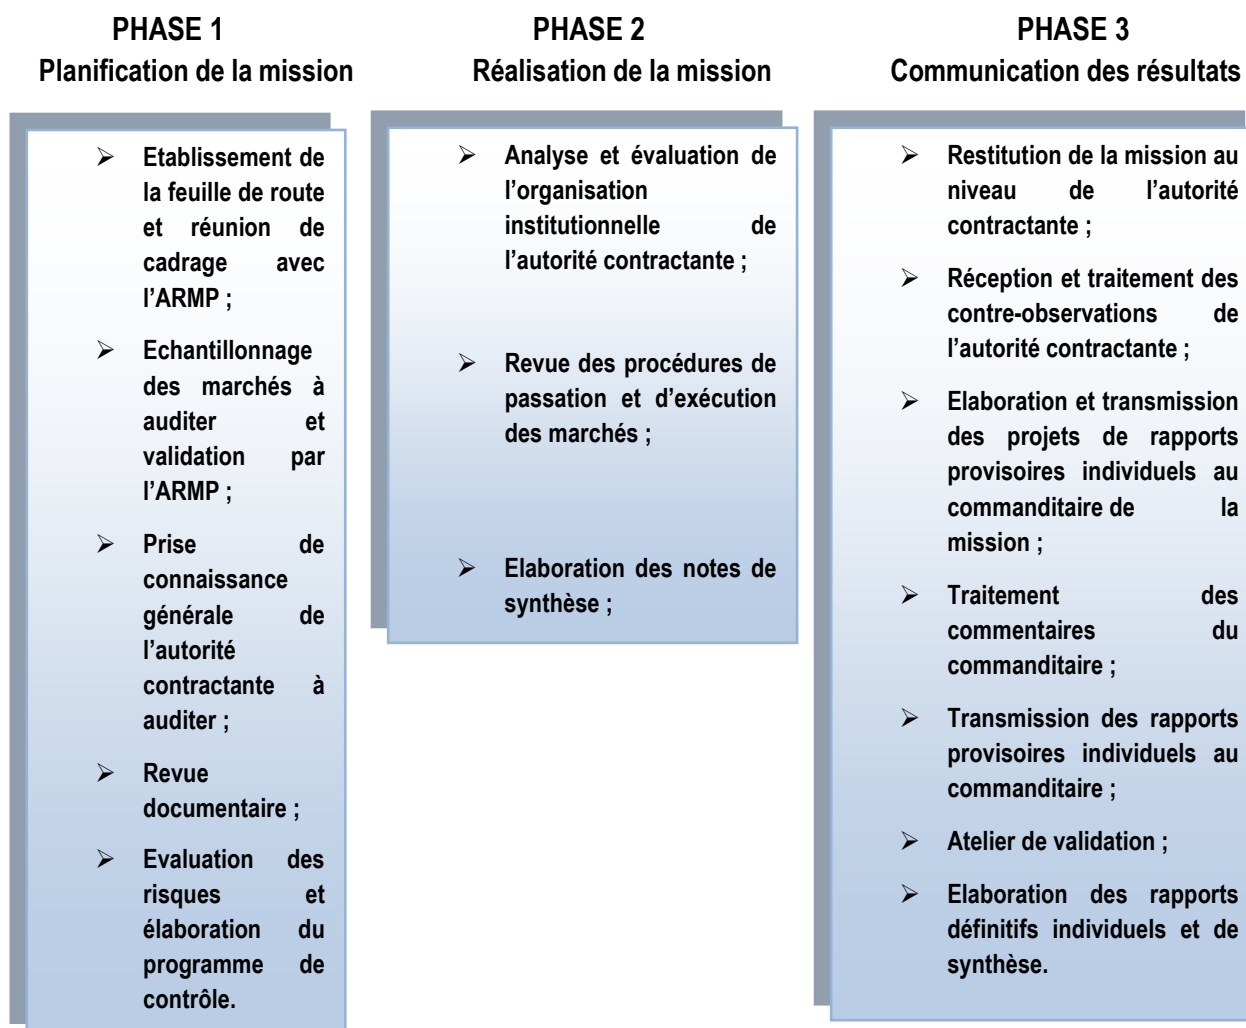 PHASE 1
Planification de la mission
➢ Etablissement de
la feuille de route
et réunion de
cadrage avec
l’ARMP ;
➢ Echantillonnage
des marchés à
auditer et
validation par
l’ARMP ;
➢ Prise de
connaissance
générale de
l’autorité
contractante à
auditer ;
➢ Revue
documentaire ;
➢ Evaluation des
risques et
élaboration du
programme de
contrôle.
PHASE 2
Réalisation de la mission
➢ Analyse et évaluation de
l’organisation
institutionnelle de
l’autorité contractante ;
➢ Revue des procédures de
passation et d’exécution
des marchés ;
➢ Elaboration des notes de
synthèse ;
PHASE 3
Communication des résultats
➢ Restitution de la mission au
niveau de l’autorité
contractante ;
➢ Réception et traitement des
contre-observations de
l’autorité contractante ;
➢ Elaboration et transmission
des projets de rapports
provisoires individuels au
commanditaire de la
mission ;
➢ Traitement des
commentaires du
commanditaire ;
➢ Transmission des rapports
provisoires individuels au
commanditaire ;
➢ Atelier de validation ;
➢ Elaboration des rapports
définitifs individuels et de
synthèse.